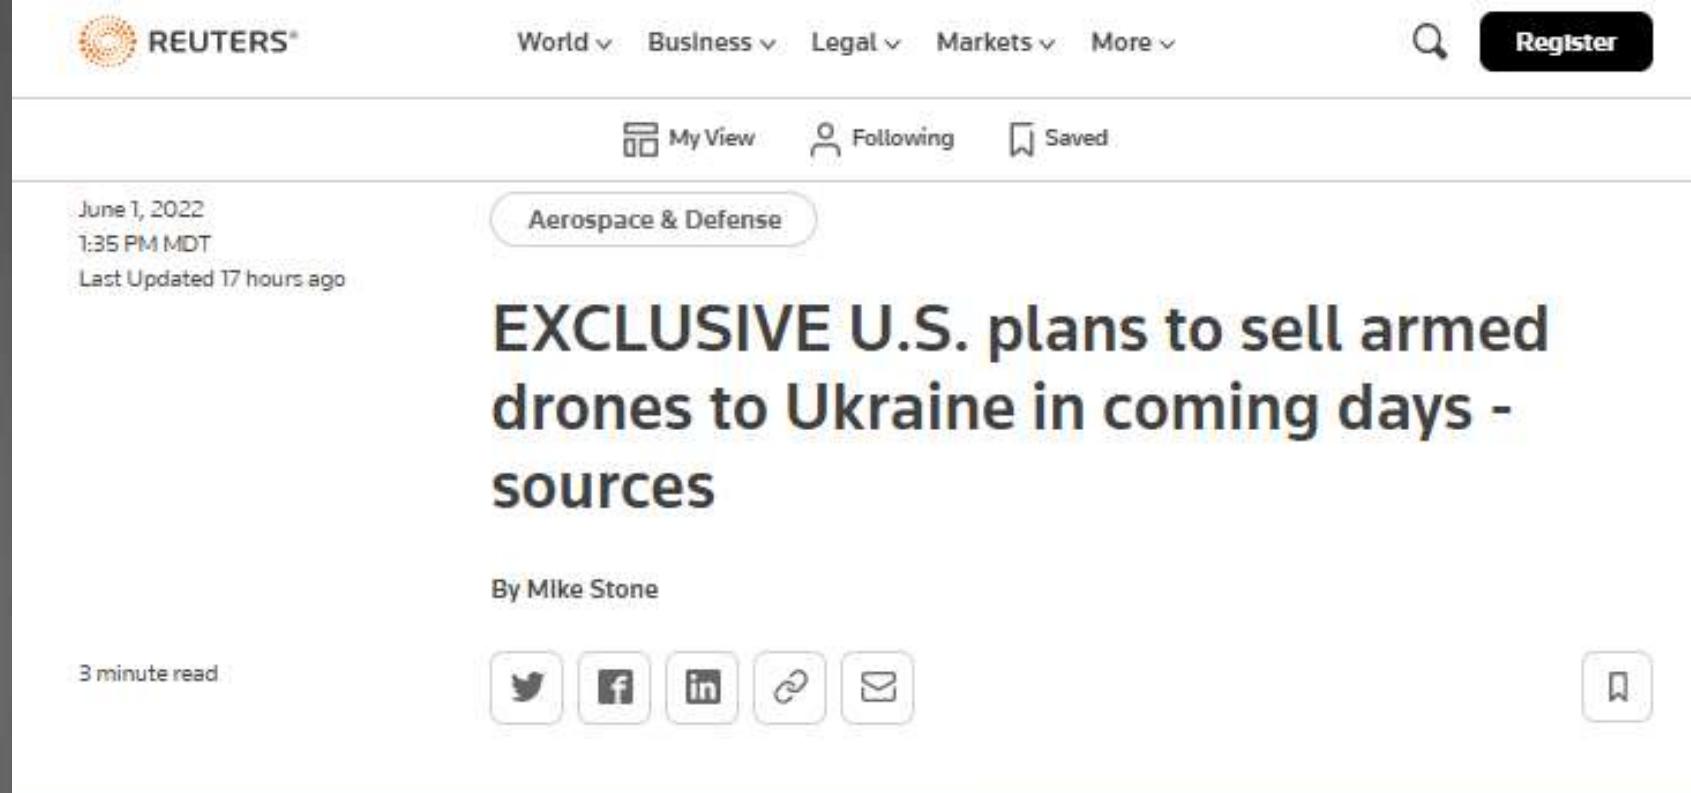 REUTERS®
World Business Legal Markets More
Register
My View Following Saved
June 1, 2022
1:35 PM MDT
Last Updated 17 hours ago
Aerospace & Defense
EXCLUSIVE U.S. plans to sell armed
drones to Ukraine in coming days -
sources
By Mike Stone
3 minute read